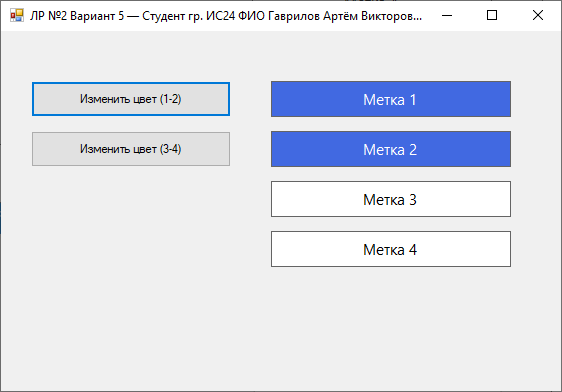 ЛР №2 Вариант 5 — Студент гр. ИС24 ФИО Гаврилов Артём Викторов...
Изменить цвет (1-2)
Метка 1
Изменить цвет (3-4)
Метка 2
Метка 3
Метка 4